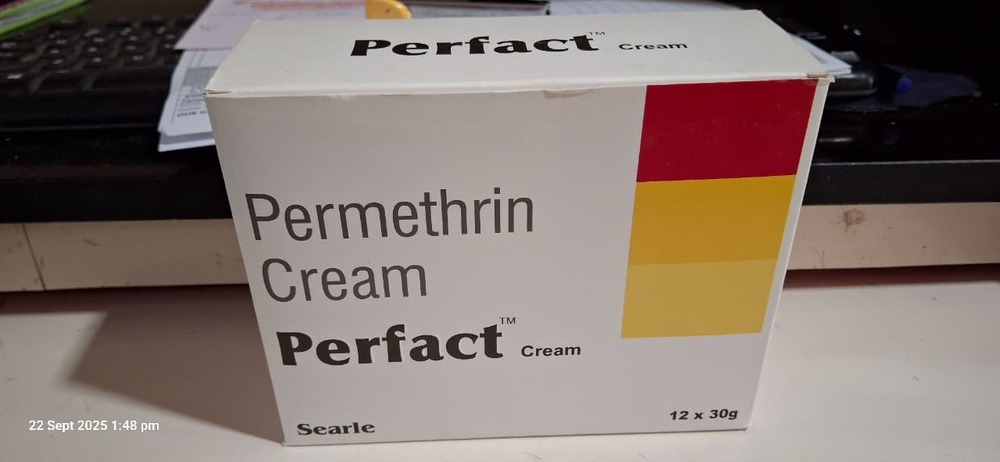 Perfact™ Cream
Permethrin
Cream
Perfact™ Cream
Searle
12 x 30g
22 Sept 2025 1:48 pm